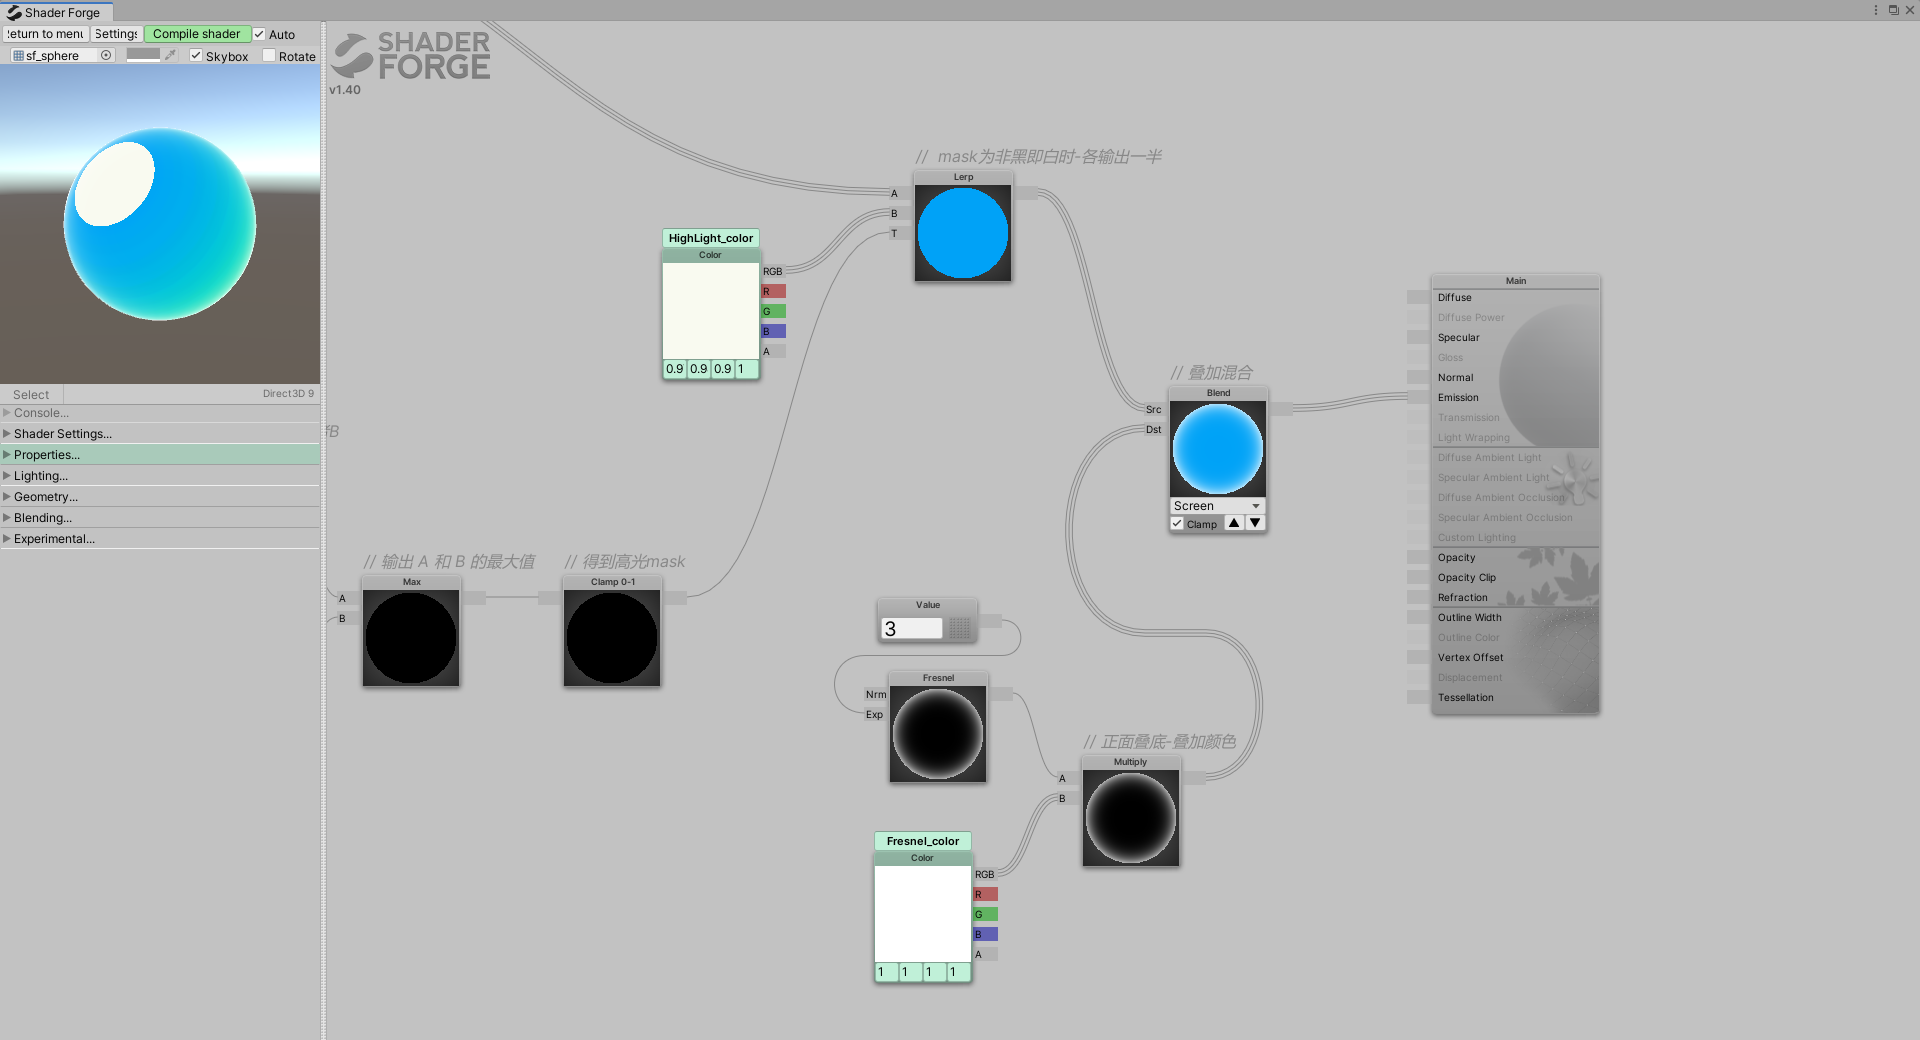 Shader Forge
Return to menu
Settings
Compile shader
Auto
sf_sphere
Skybox
Rotate
SHADER
FORGE
v1.40
Select
Direct3D 9
Console...
Shader Settings...
Properties...
Lighting...
Geometry...
Blending...
Experimental...
// mask为非黑即白时-各输出一半
Lerp
A
B
T
HighLight_color
Color
RGB
R
G
B
A
0.9 0.9 0.9 1
// 叠加混合
Blend
Src
Dst
Screen
Clamp ▲ ▼
Main
Diffuse
Diffuse Power
Specular
Gloss
Normal
Emission
Transmission
Light Wrapping
Diffuse Ambient Light
Specular Ambient Light
Diffuse Ambient Occlusion
Specular Ambient Occlusion
Custom Lighting
Opacity
Opacity Clip
Refraction
Outline Width
Outline Color
Vertex Offset
Displacement
Tessellation
// 输出 A 和 B 的最大值
Max
A
B
// 得到高光mask
Clamp 0-1
Value
3
Fresnel
Nrm
Exp
// 正面叠底-叠加颜色
Multiply
A
B
Fresnel_color
Color
RGB
R
G
B
A
1 1 1 1